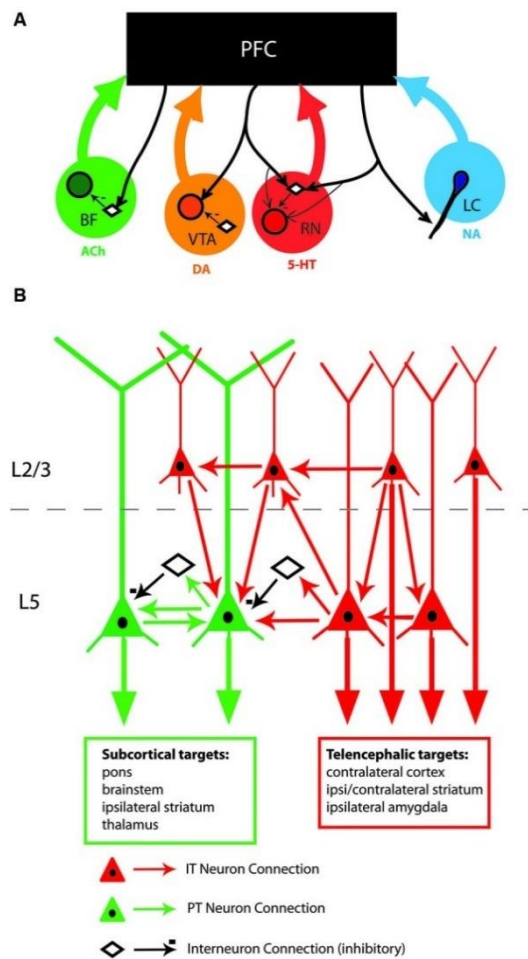 A
PFC
BF
VTA
RN
LC
ACh
DA
5-HT
NA
B
L2/3
L5
Subcortical targets:
pons
brainstem
ipsilateral striatum
thalamus
Telencephalic targets:
contralateral cortex
ipsi/contralateral striatum
ipsilateral amygdala
IT Neuron Connection
PT Neuron Connection
Interneuron Connection (inhibitory)